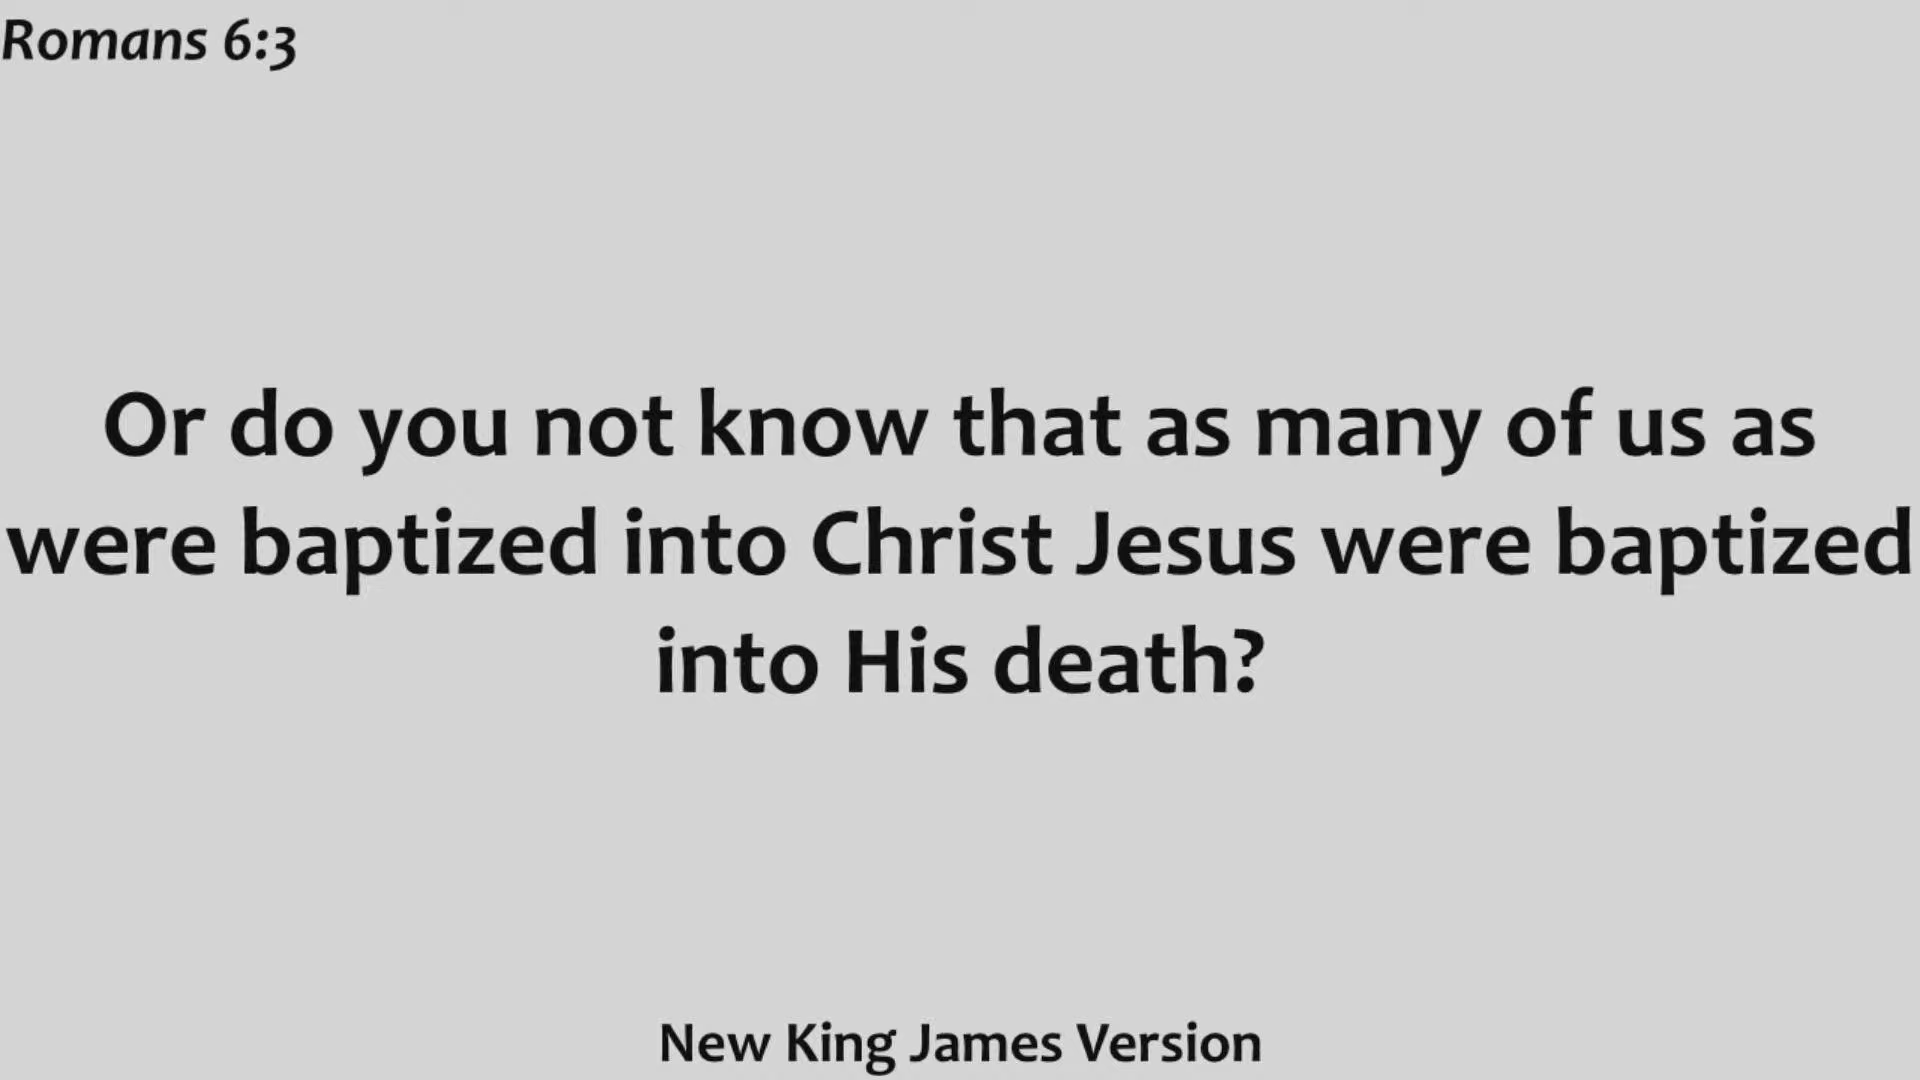 Romans 6:3
Or do you not know that as many of us as
were baptized into Christ Jesus were baptized
into His death?
New King James Version